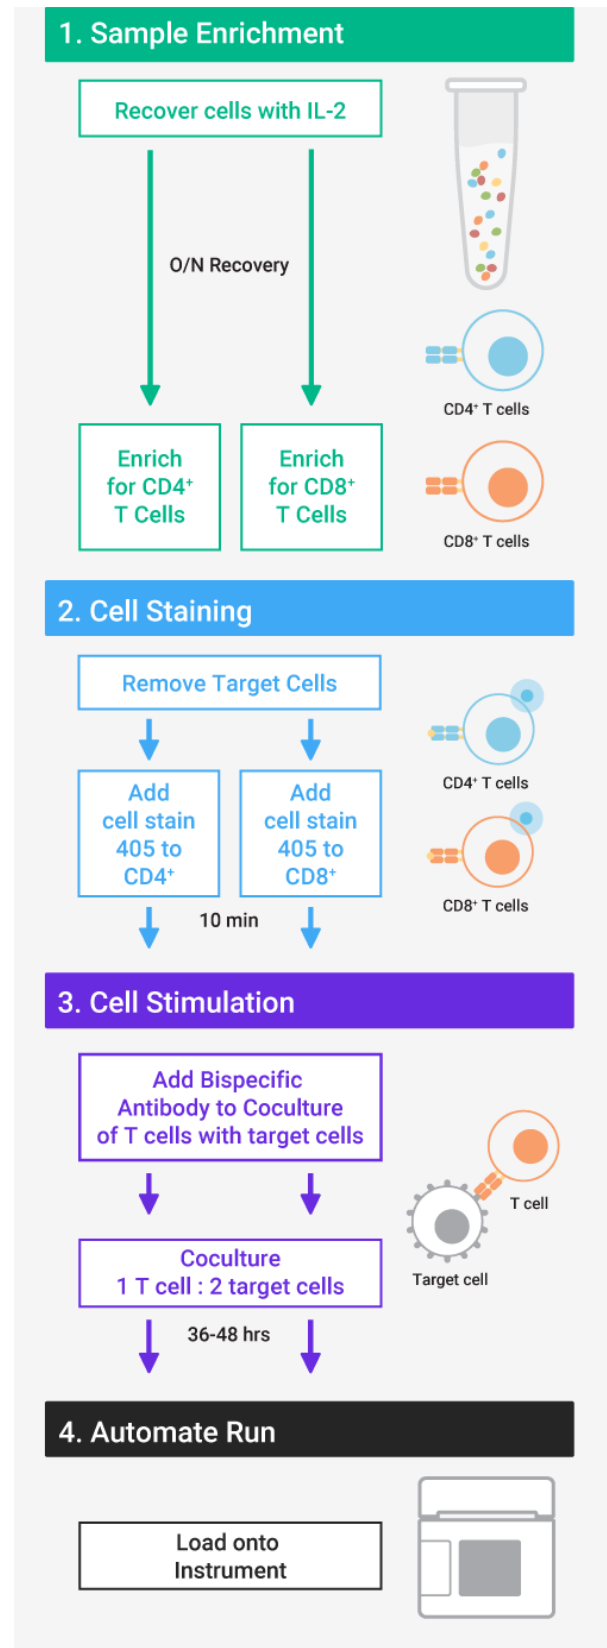 1. Sample Enrichment
Recover cells with IL-2
O/N Recovery
CD4⁺ T cells
Enrich
for CD4⁺
T Cells
Enrich
for CD8⁺
T Cells
CD8⁺ T cells
2. Cell Staining
Remove Target Cells
CD4⁺ T cells
Add
cell stain
405 to
CD4⁺
Add
cell stain
405 to
CD8⁺
CD8⁺ T cells
10 min
3. Cell Stimulation
Add Bispecific
Antibody to Coculture
of T cells with target cells
T cell
Target cell
Coculture
1 T cell : 2 target cells
36-48 hrs
4. Automate Run
Load onto
Instrument